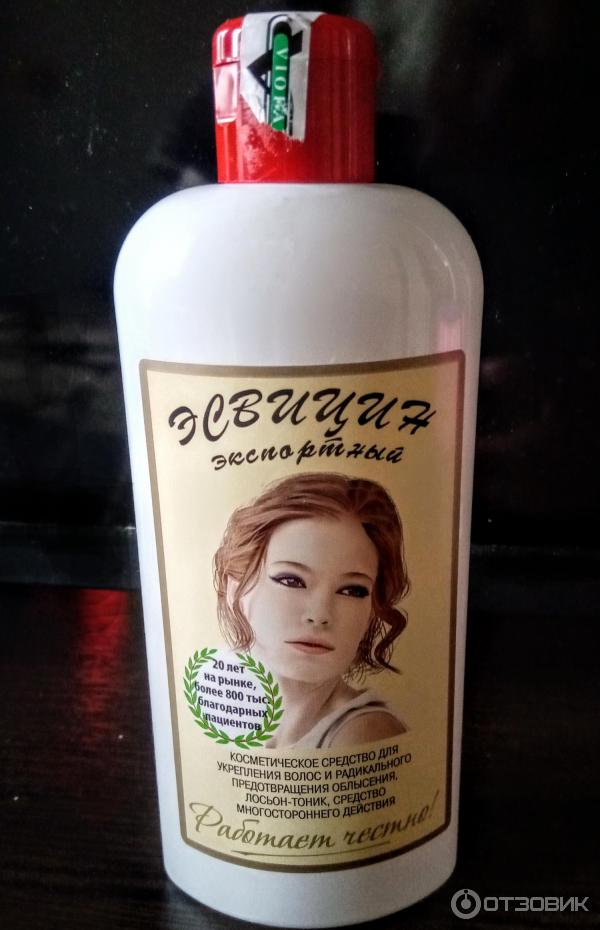 VIOLA
ЭСВИЦИН
экспортный
20 лет
на рынке,
более 800 тыс.
благодарных
пациентов
КОСМЕТИЧЕСКОЕ СРЕДСТВО ДЛЯ
УКРЕПЛЕНИЯ ВОЛОС И РАДИКАЛЬНОГО
ПРЕДОТВРАЩЕНИЯ ОБЛЫСЕНИЯ,
ЛОСЬОН-ТОНИК, СРЕДСТВО
МНОГОСТОРОННЕГО ДЕЙСТВИЯ
Работает честно!
ОТЗОВИК